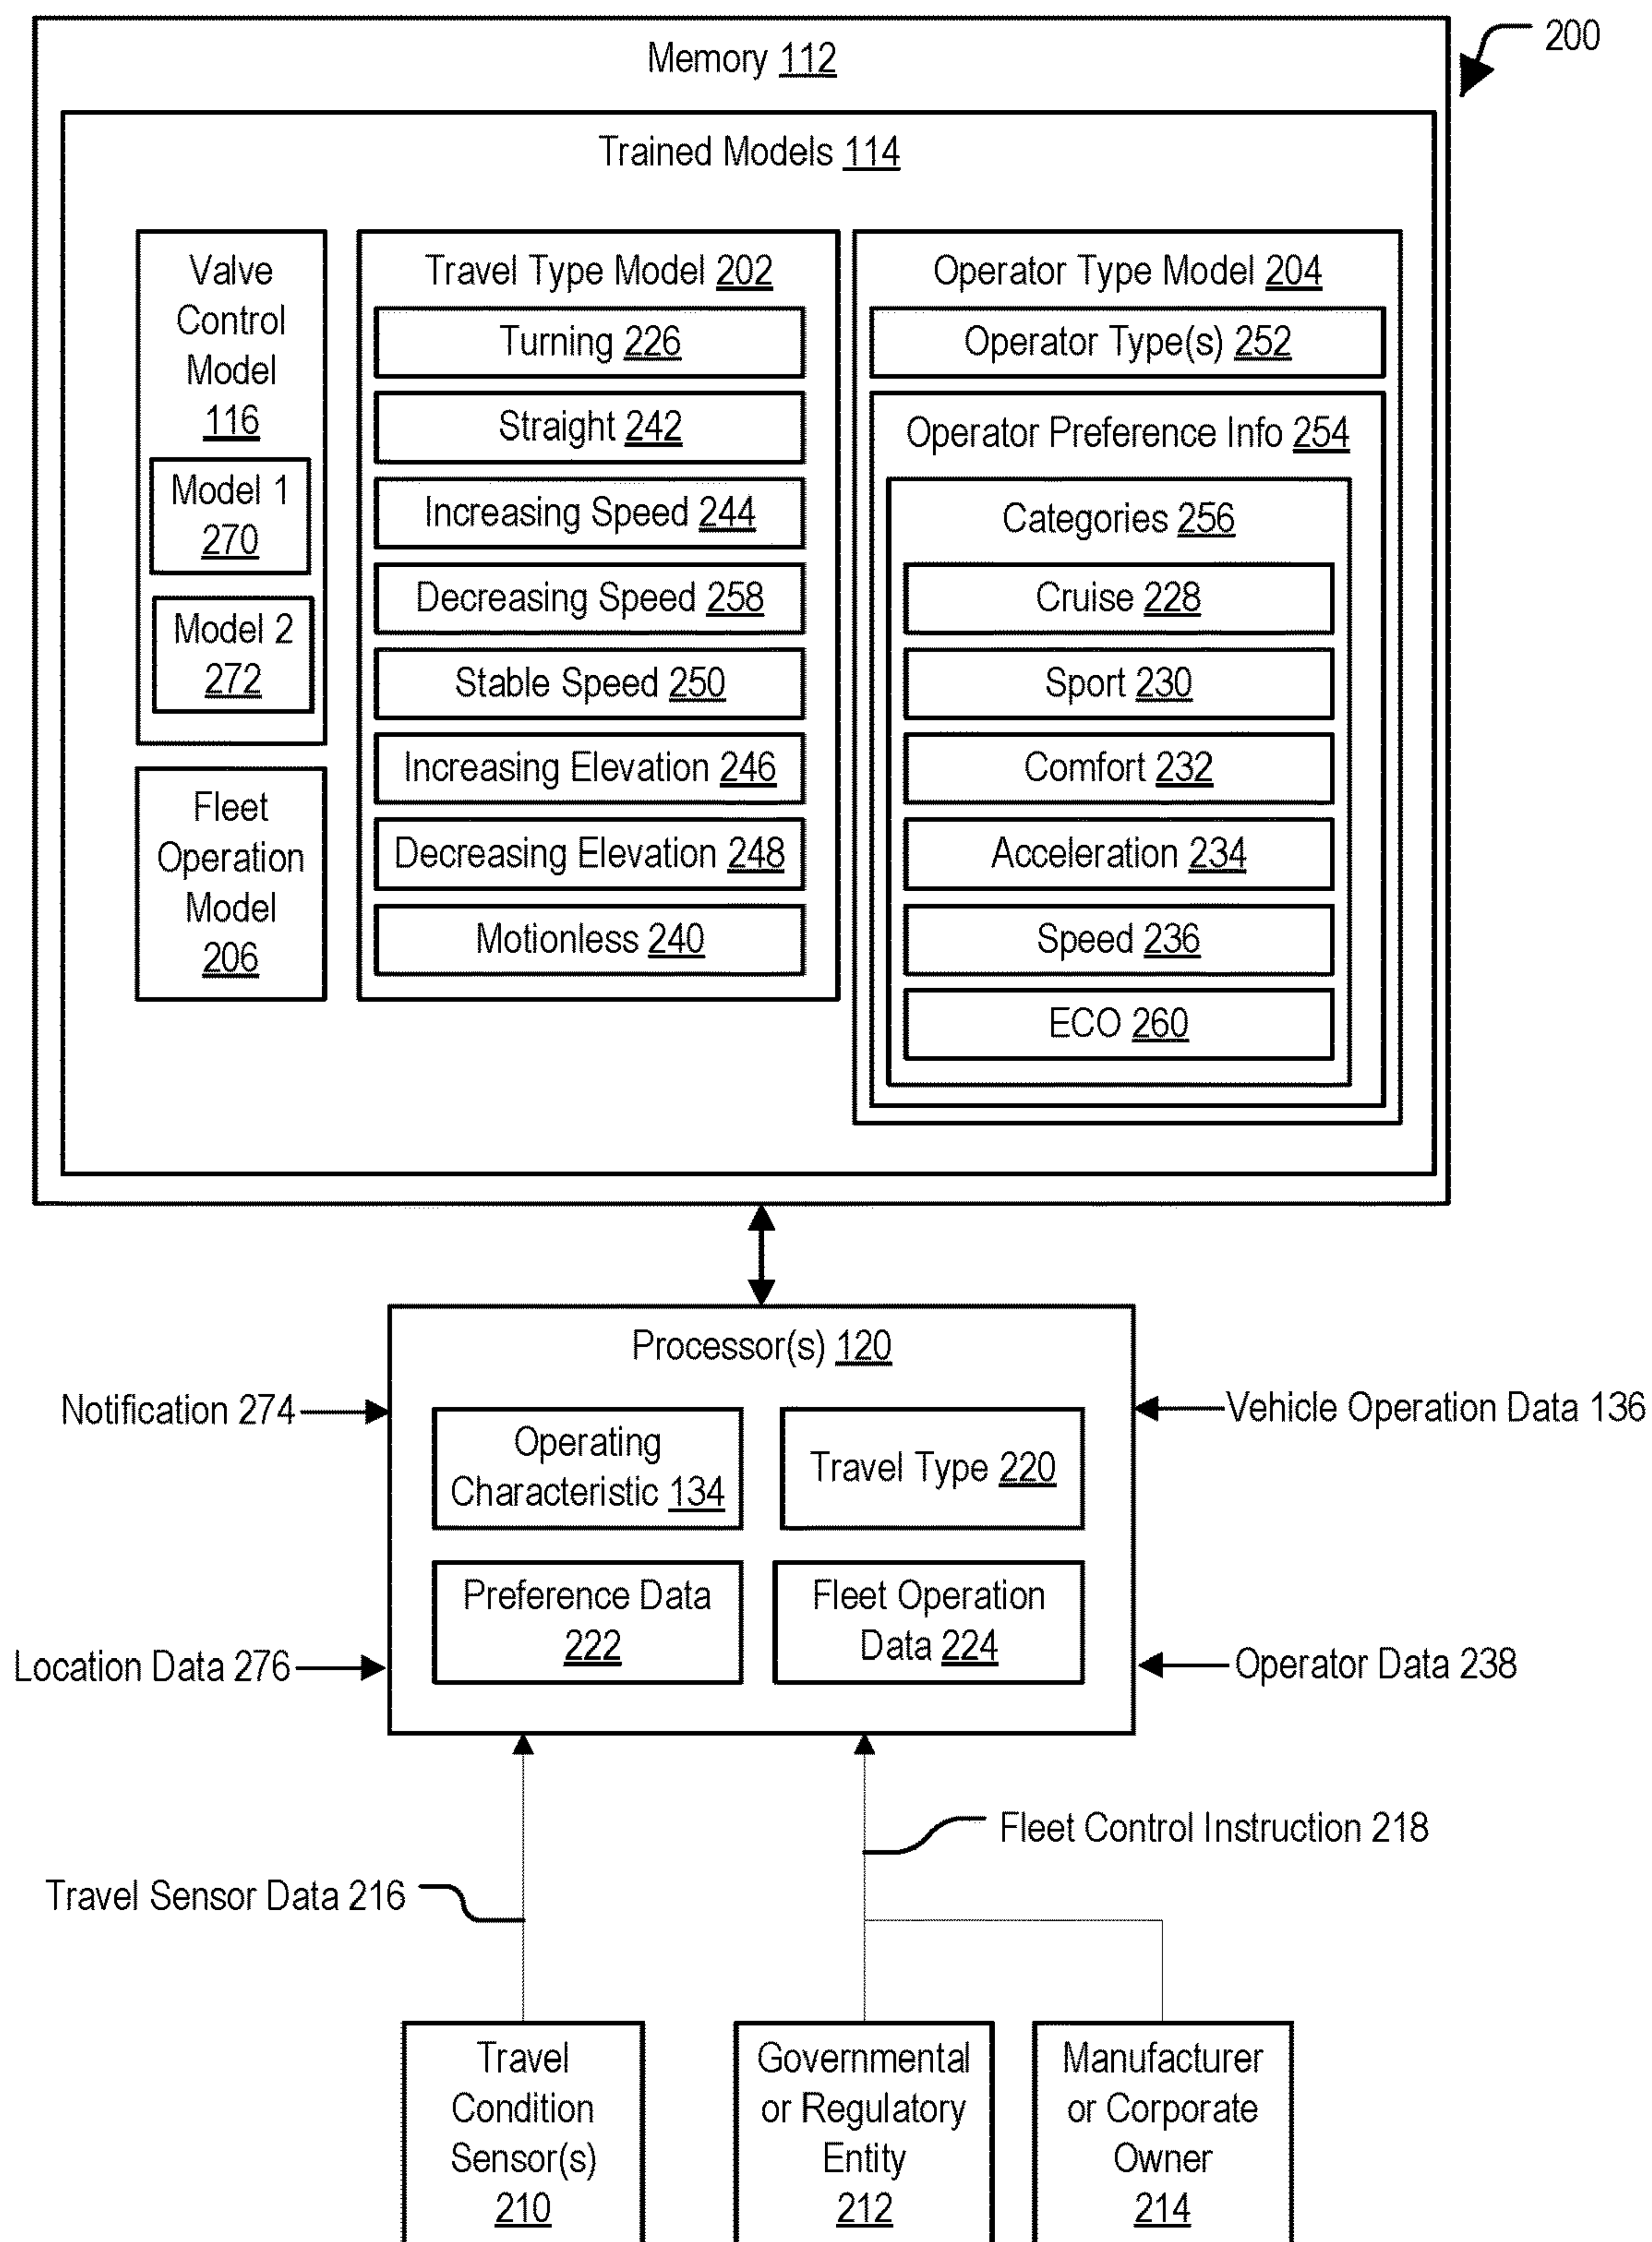 200
Memory 112
Trained Models 114
Valve
Control
Model
116
Model 1
270
Model 2
272
Fleet
Operation
Model
206
Travel Type Model 202
Turning 226
Straight 242
Increasing Speed 244
Decreasing Speed 258
Stable Speed 250
Increasing Elevation 246
Decreasing Elevation 248
Motionless 240
Operator Type Model 204
Operator Type(s) 252
Operator Preference Info 254
Categories 256
Cruise 228
Sport 230
Comfort 232
Acceleration 234
Speed 236
ECO 260
Processor(s) 120
Notification 274
Vehicle Operation Data 136
Operating
Characteristic 134
Travel Type 220
Preference Data
222
Fleet Operation
Data 224
Location Data 276
Operator Data 238
Fleet Control Instruction 218
Travel Sensor Data 216
Travel
Condition
Sensor(s)
210
Governmental
or Regulatory
Entity
212
Manufacturer
or Corporate
Owner
214